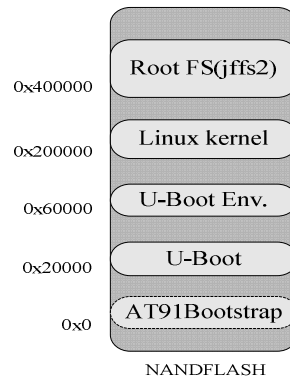 Root FS(jffs2)
0x400000
Linux kernel
0x200000
U-Boot Env.
0x60000
U-Boot
0x20000
AT91Bootstrap
0x0
NANDFLASH